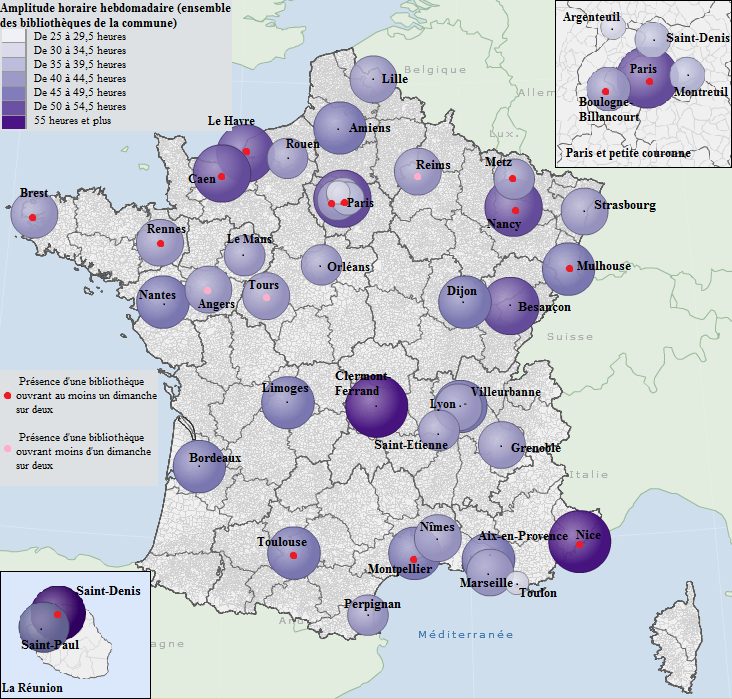 Amplitude horaire hebdomadaire (ensemble
des bibliothèques de la commune)
De 25 à 29,5 heures
De 30 à 34,5 heures
De 35 à 39,5 heures
De 40 à 44,5 heures
De 45 à 49,5 heures
De 50 à 54,5 heures
55 heures et plus
Argenteuil
Saint-Denis
Paris
Montreuil
Boulogne-
Billancourt
Paris et petite couronne
Belgique
Allem
Lux.
Lille
Le Havre
Amiens
Rouen
Caen
Reims
Metz
Brest
Paris
Nancy
Strasbourg
Rennes
Le Mans
Orléans
Mulhouse
Nantes
Angers
Tours
Dijon
Besançon
Suisse
Présence d'une bibliothèque
ouvrant au moins un dimanche
sur deux
Présence d'une bibliothèque
ouvrant moins d'un dimanche
sur deux
Limoges
Clermont-
Ferrand
Lyon
Villeurbanne
Saint-Etienne
Grenoble
Bordeaux
Italie
Toulouse
Nîmes
Montpellier
Aix-en-Provence
Nice
Marseille
Toulon
Perpignan
Méditerranée
An
agne
Saint-Denis
Saint-Paul
La Réunion